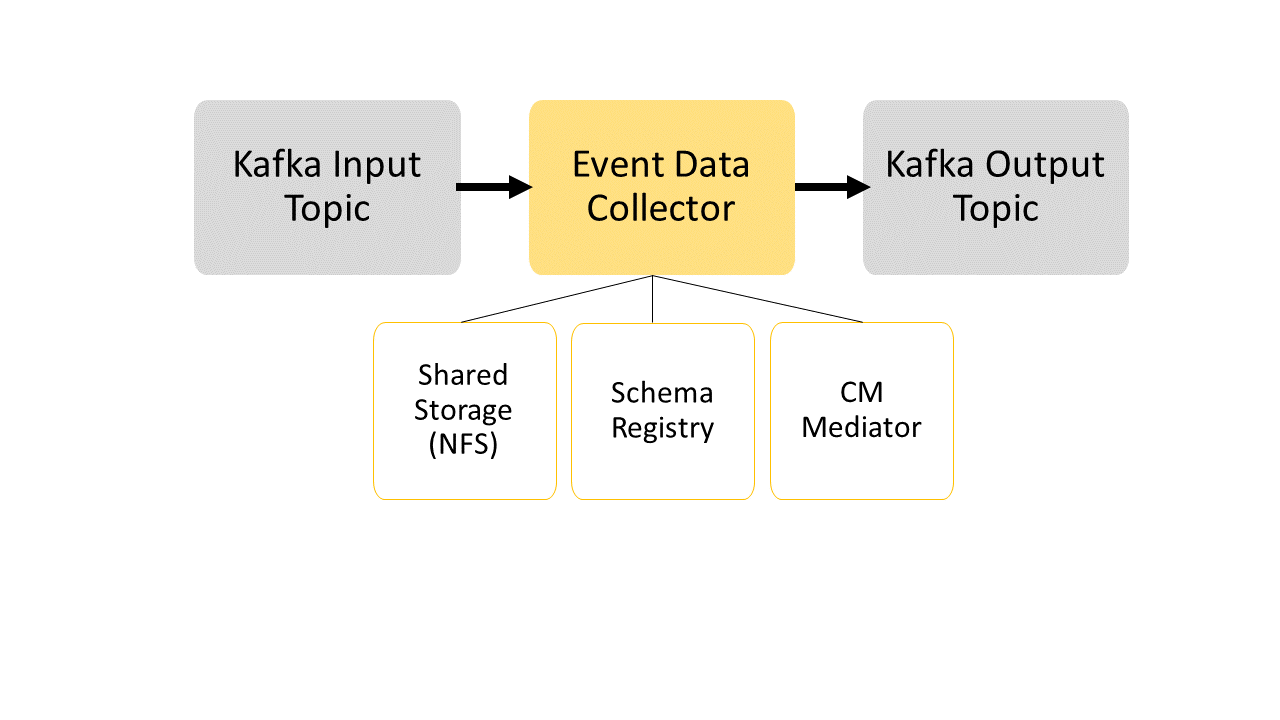 Kafka Input
Topic
Event Data
Collector
Kafka Output
Topic
Shared
Storage
(NFS)
Schema
Registry
CM
Mediator